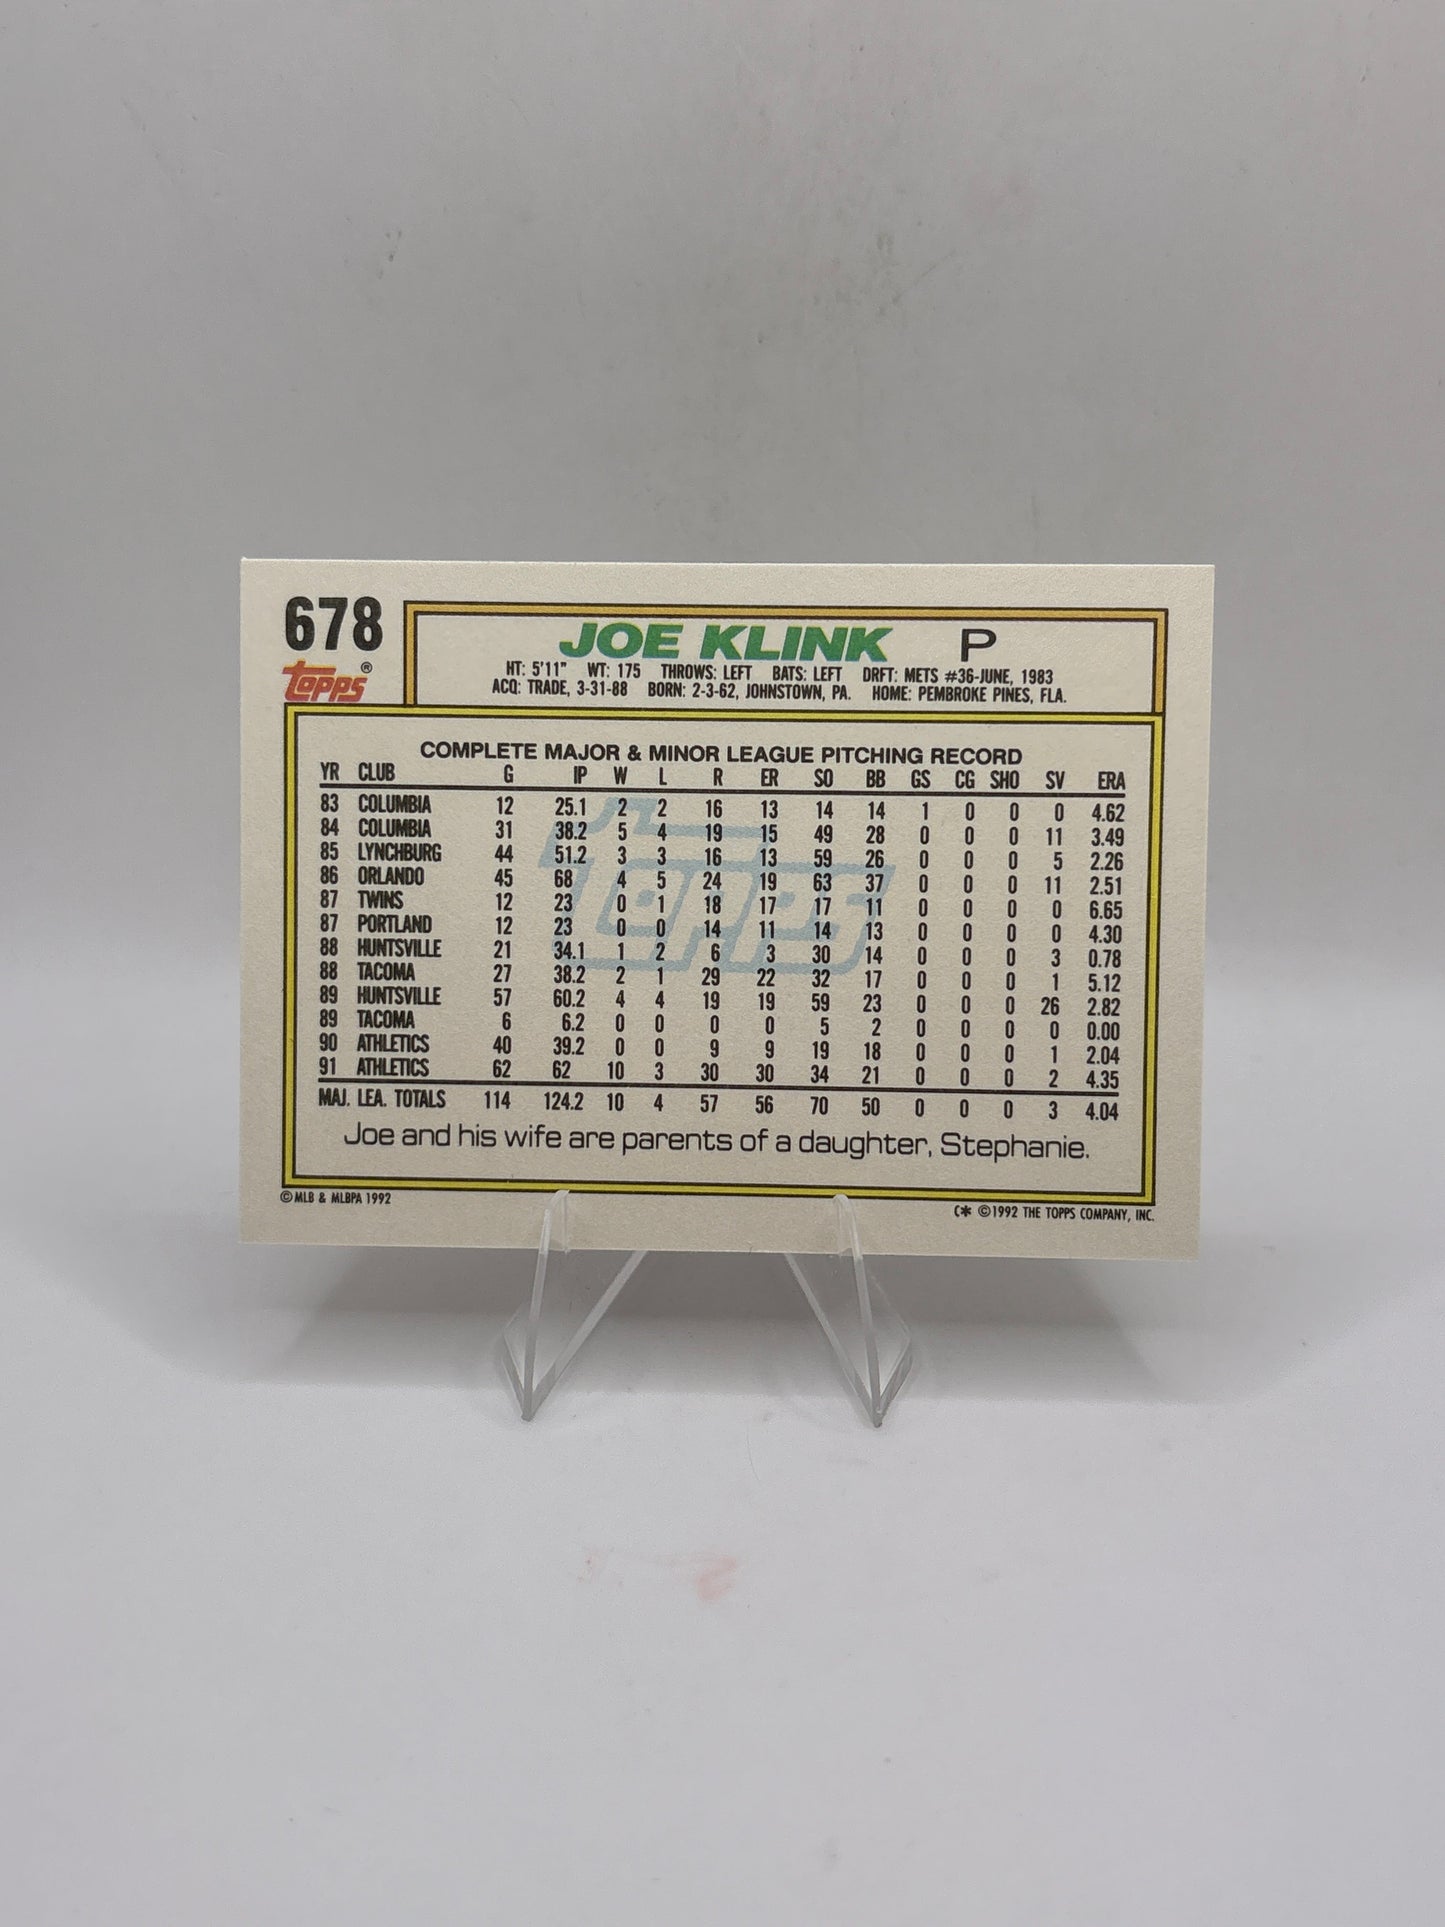 678
JOE KLINK P
Topps®
HT: 5'11" WT: 175 THROWS: LEFT BATS: LEFT DRFT: METS #36-JUNE, 1983
ACQ: TRADE, 3-31-88 BORN: 2-3-62, JOHNSTOWN, PA. HOME: PEMBROKE PINES, FLA.
COMPLETE MAJOR & MINOR LEAGUE PITCHING RECORD
YR CLUB G IP W L R ER SO BB GS CG SHO SV ERA
83 COLUMBIA 12 25.1 2 2 16 13 14 14 1 0 0 0 4.62
84 COLUMBIA 31 38.2 5 4 19 15 49 28 0 0 0 11 3.49
85 LYNCHBURG 44 51.2 3 3 16 13 59 26 0 0 0 5 2.26
86 ORLANDO 45 68 4 5 24 19 63 37 0 0 0 11 2.51
87 TWINS 12 23 0 1 18 17 17 11 0 0 0 0 6.65
87 PORTLAND 12 23 0 0 14 11 14 13 0 0 0 0 4.30
88 HUNTSVILLE 21 34.1 1 2 6 3 30 14 0 0 0 3 0.78
88 TACOMA 27 38.2 2 1 29 22 32 17 0 0 0 1 5.12
89 HUNTSVILLE 57 60.2 4 4 19 19 59 23 0 0 0 26 2.82
89 TACOMA 6 6.2 0 0 0 0 5 2 0 0 0 0 0.00
90 ATHLETICS 40 39.2 0 0 9 9 19 18 0 0 0 1 2.04
91 ATHLETICS 62 62 10 3 30 30 34 21 0 0 0 2 4.35
MAJ. LEA. TOTALS 114 124.2 10 4 57 56 70 50 0 0 0 3 4.04
Topps
Joe and his wife are parents of a daughter, Stephanie.
© MLB & MLBPA 1992
C* ©1992 THE TOPPS COMPANY, INC.